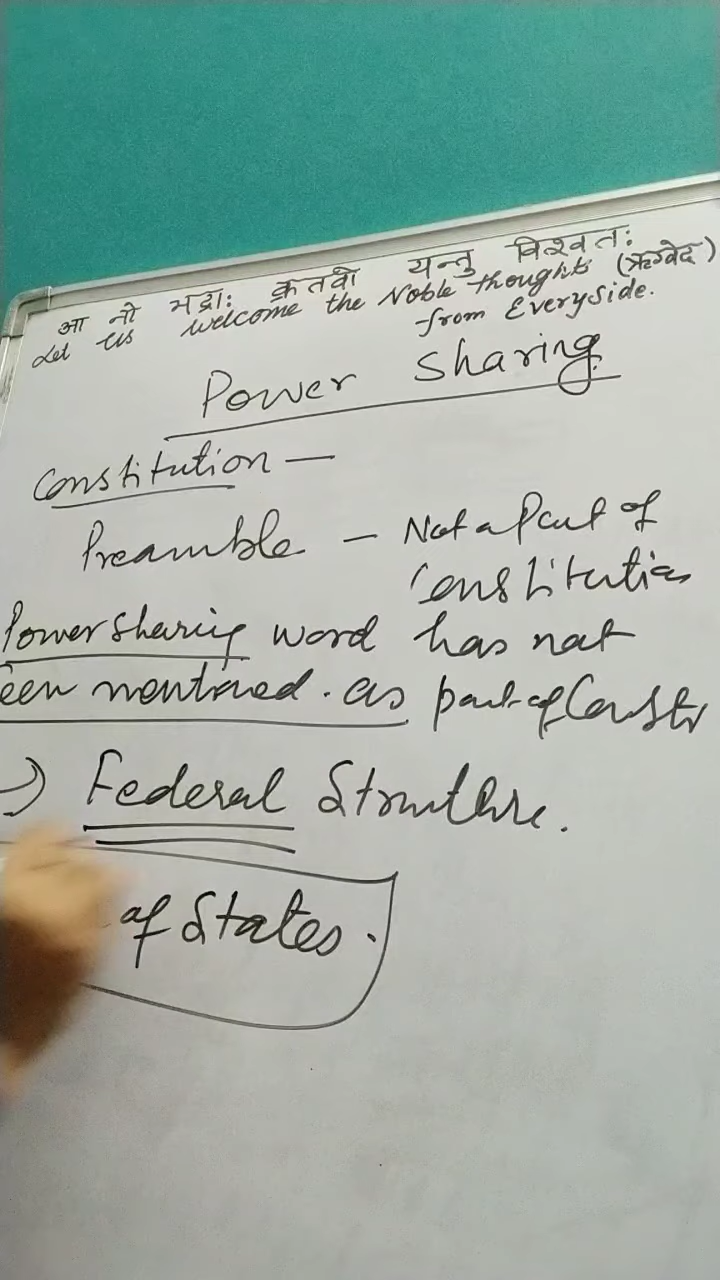 आ नो भद्राः क्रतवो यन्तु विश्वतः (ऋग्वेद)
Let us welcome the Noble thoughts
from Everyside.
Power Sharing
Constitution —
Preamble — Not a Part of
Constitution
Power Sharing word has not
een mentioned. as part of Constr
→ Federal Structure.
of States.